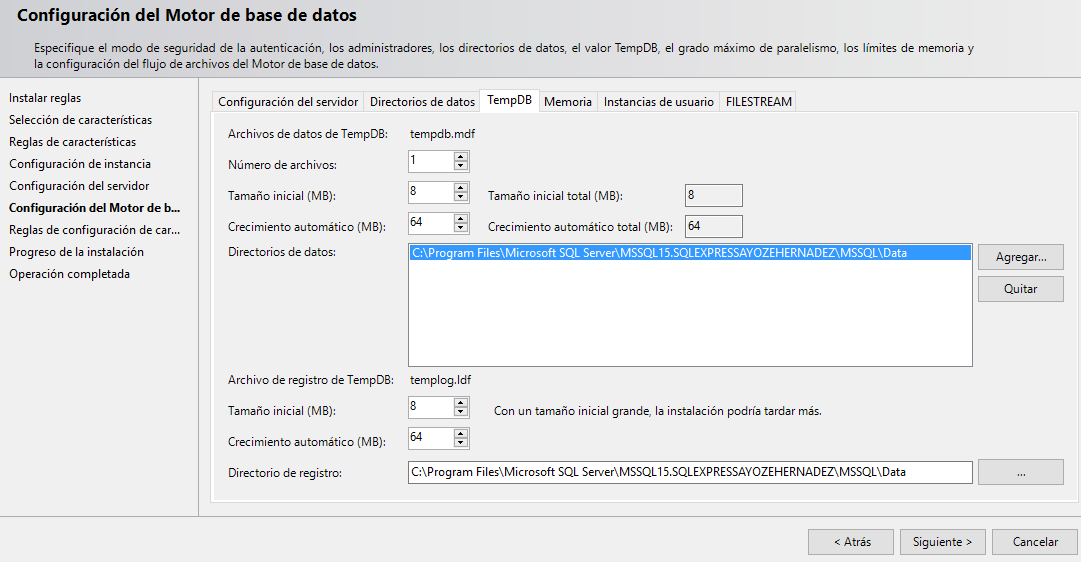 Configuración del Motor de base de datos
Especifique el modo de seguridad de la autenticación, los administradores, los directorios de datos, el valor TempDB, el grado máximo de paralelismo, los límites de memoria y
la configuración del flujo de archivos del Motor de base de datos.
Instalar reglas
Selección de características
Reglas de características
Configuración de instancia
Configuración del servidor
Configuración del Motor de b...
Reglas de configuración de car...
Progreso de la instalación
Operación completada
Configuración del servidor Directorios de datos TempDB Memoria Instancias de usuario FILESTREAM
Archivos de datos de TempDB: tempdb.mdf
Número de archivos: 1
Tamaño inicial (MB): 8 Tamaño inicial total (MB): 8
Crecimiento automático (MB): 64 Crecimiento automático total (MB): 64
Directorios de datos: C:\Program Files\Microsoft SQL Server\MSSQL15.SQLEXPRESSAYOZEHERNADEZ\MSSQL\Data Agregar...
Quitar
Archivo de registro de TempDB: templog.ldf
Tamaño inicial (MB): 8 Con un tamaño inicial grande, la instalación podría tardar más.
Crecimiento automático (MB): 64
Directorio de registro: C:\Program Files\Microsoft SQL Server\MSSQL15.SQLEXPRESSAYOZEHERNADEZ\MSSQL\Data ...
< Atrás Siguiente > Cancelar